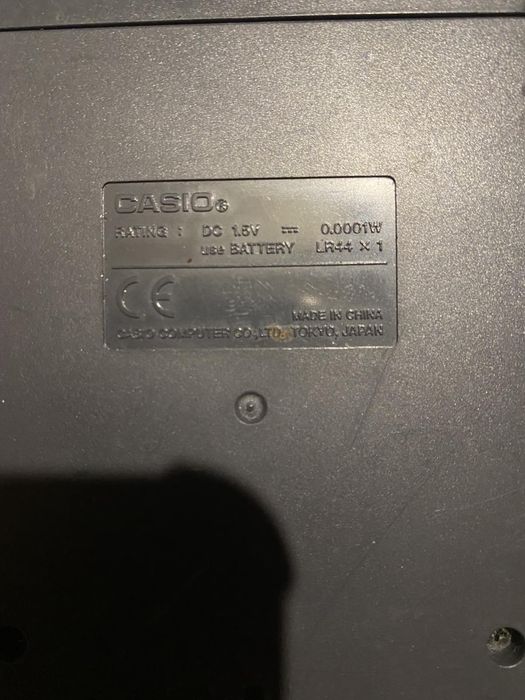 CASIO®
RATING : DC 1.5V ⎓ 0.0001W
use BATTERY LR44 × 1
CE
MADE IN CHINA
CASIO COMPUTER CO.,LTD. TOKYO, JAPAN